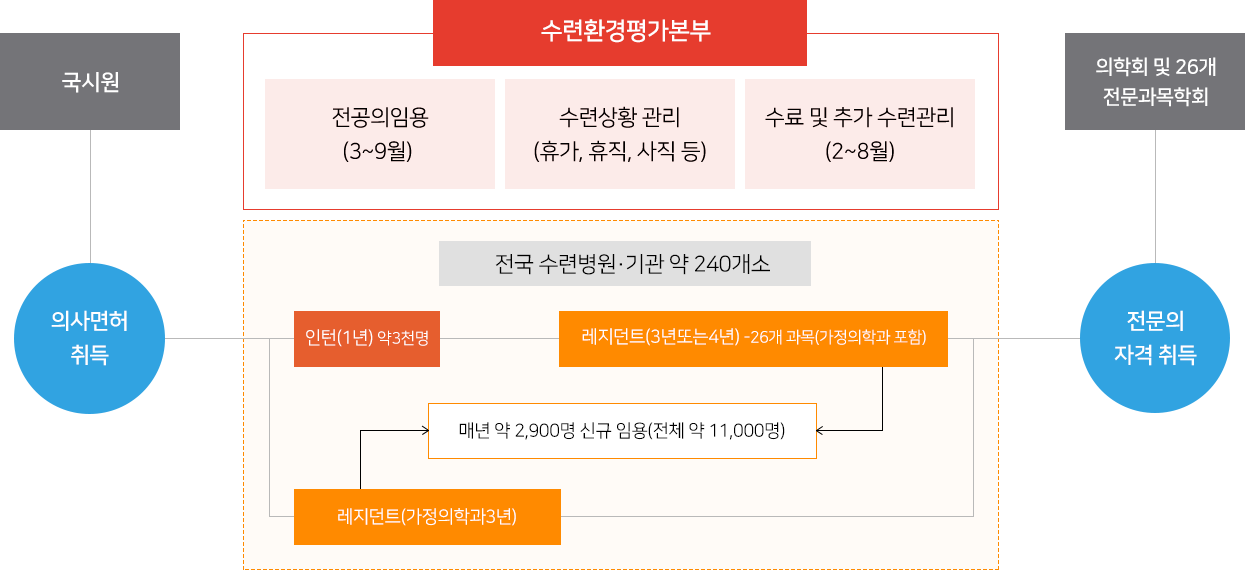 수련환경평가본부
국시원
의학회 및 26개
전문과목학회
전공의임용
(3~9월)
수련상황 관리
(휴가, 휴직, 사직 등)
수료 및 추가 수련관리
(2~8월)
전국 수련병원·기관 약 240개소
의사면허
취득
인턴(1년) 약3천명
레지던트(3년또는4년) -26개 과목(가정의학과 포함)
전문의
자격 취득
매년 약 2,900명 신규 임용(전체 약 11,000명)
레지던트(가정의학과3년)